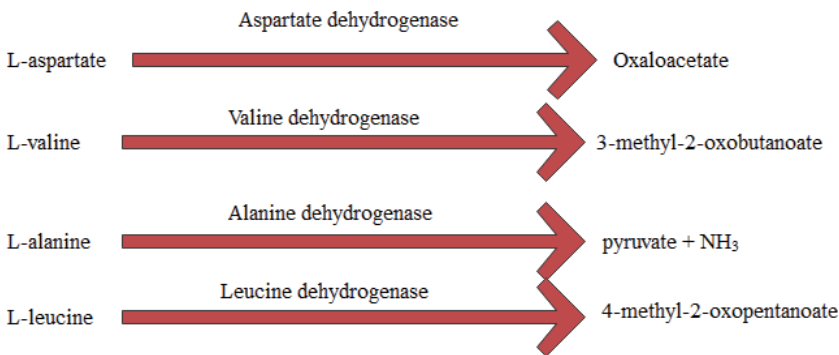 Aspartate dehydrogenase
L-aspartate Oxaloacetate
Valine dehydrogenase
L-valine 3-methyl-2-oxobutanoate
Alanine dehydrogenase
L-alanine pyruvate + NH₃
Leucine dehydrogenase
L-leucine 4-methyl-2-oxopentanoate